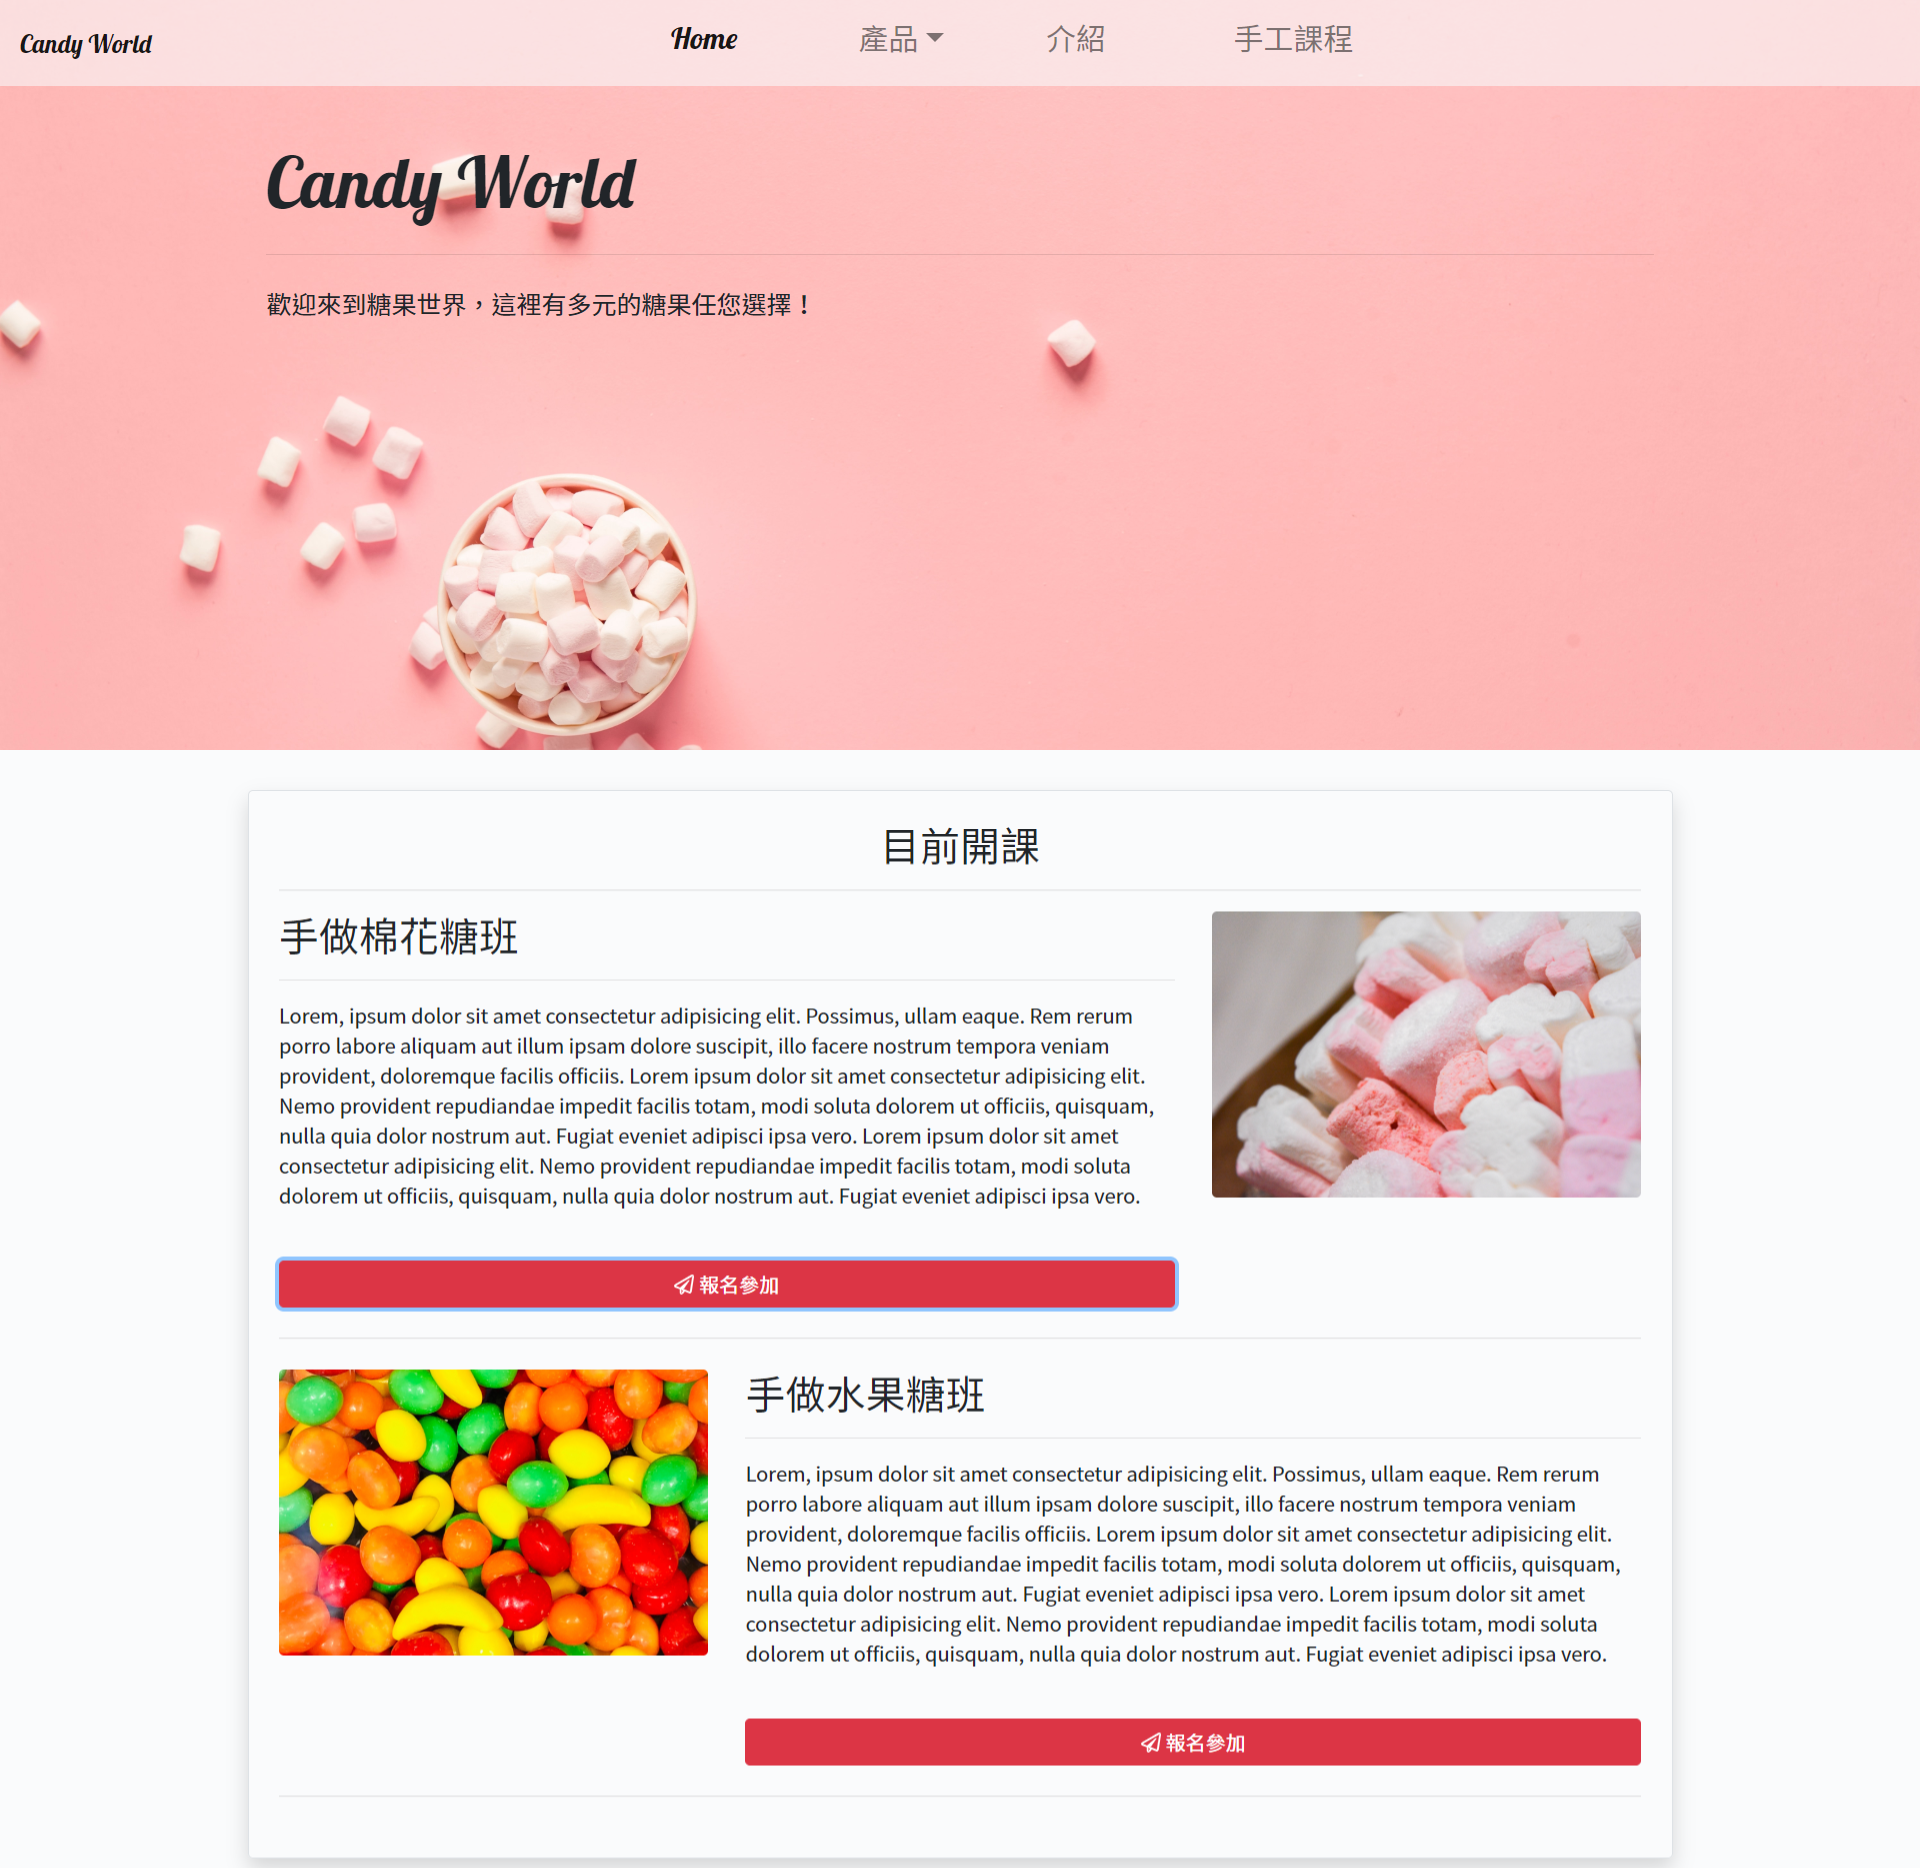 Candy World
Home
產品
介紹
手工課程
Candy World
歡迎來到糖果世界，這裡有多元的糖果任您選擇！
目前開課
手做棉花糖班
Lorem, ipsum dolor sit amet consectetur adipisicing elit. Possimus, ullam eaque. Rem rerum
porro labore aliquam aut illum ipsam dolore suscipit, illo facere nostrum tempora veniam
provident, doloremque facilis officiis. Lorem ipsum dolor sit amet consectetur adipisicing elit.
Nemo provident repudiandae impedit facilis totam, modi soluta dolorem ut officiis, quisquam,
nulla quia dolor nostrum aut. Fugiat eveniet adipisci ipsa vero. Lorem ipsum dolor sit amet
consectetur adipisicing elit. Nemo provident repudiandae impedit facilis totam, modi soluta
dolorem ut officiis, quisquam, nulla quia dolor nostrum aut. Fugiat eveniet adipisci ipsa vero.
報名參加
手做水果糖班
Lorem, ipsum dolor sit amet consectetur adipisicing elit. Possimus, ullam eaque. Rem rerum
porro labore aliquam aut illum ipsam dolore suscipit, illo facere nostrum tempora veniam
provident, doloremque facilis officiis. Lorem ipsum dolor sit amet consectetur adipisicing elit.
Nemo provident repudiandae impedit facilis totam, modi soluta dolorem ut officiis, quisquam,
nulla quia dolor nostrum aut. Fugiat eveniet adipisci ipsa vero. Lorem ipsum dolor sit amet
consectetur adipisicing elit. Nemo provident repudiandae impedit facilis totam, modi soluta
dolorem ut officiis, quisquam, nulla quia dolor nostrum aut. Fugiat eveniet adipisci ipsa vero.
報名參加